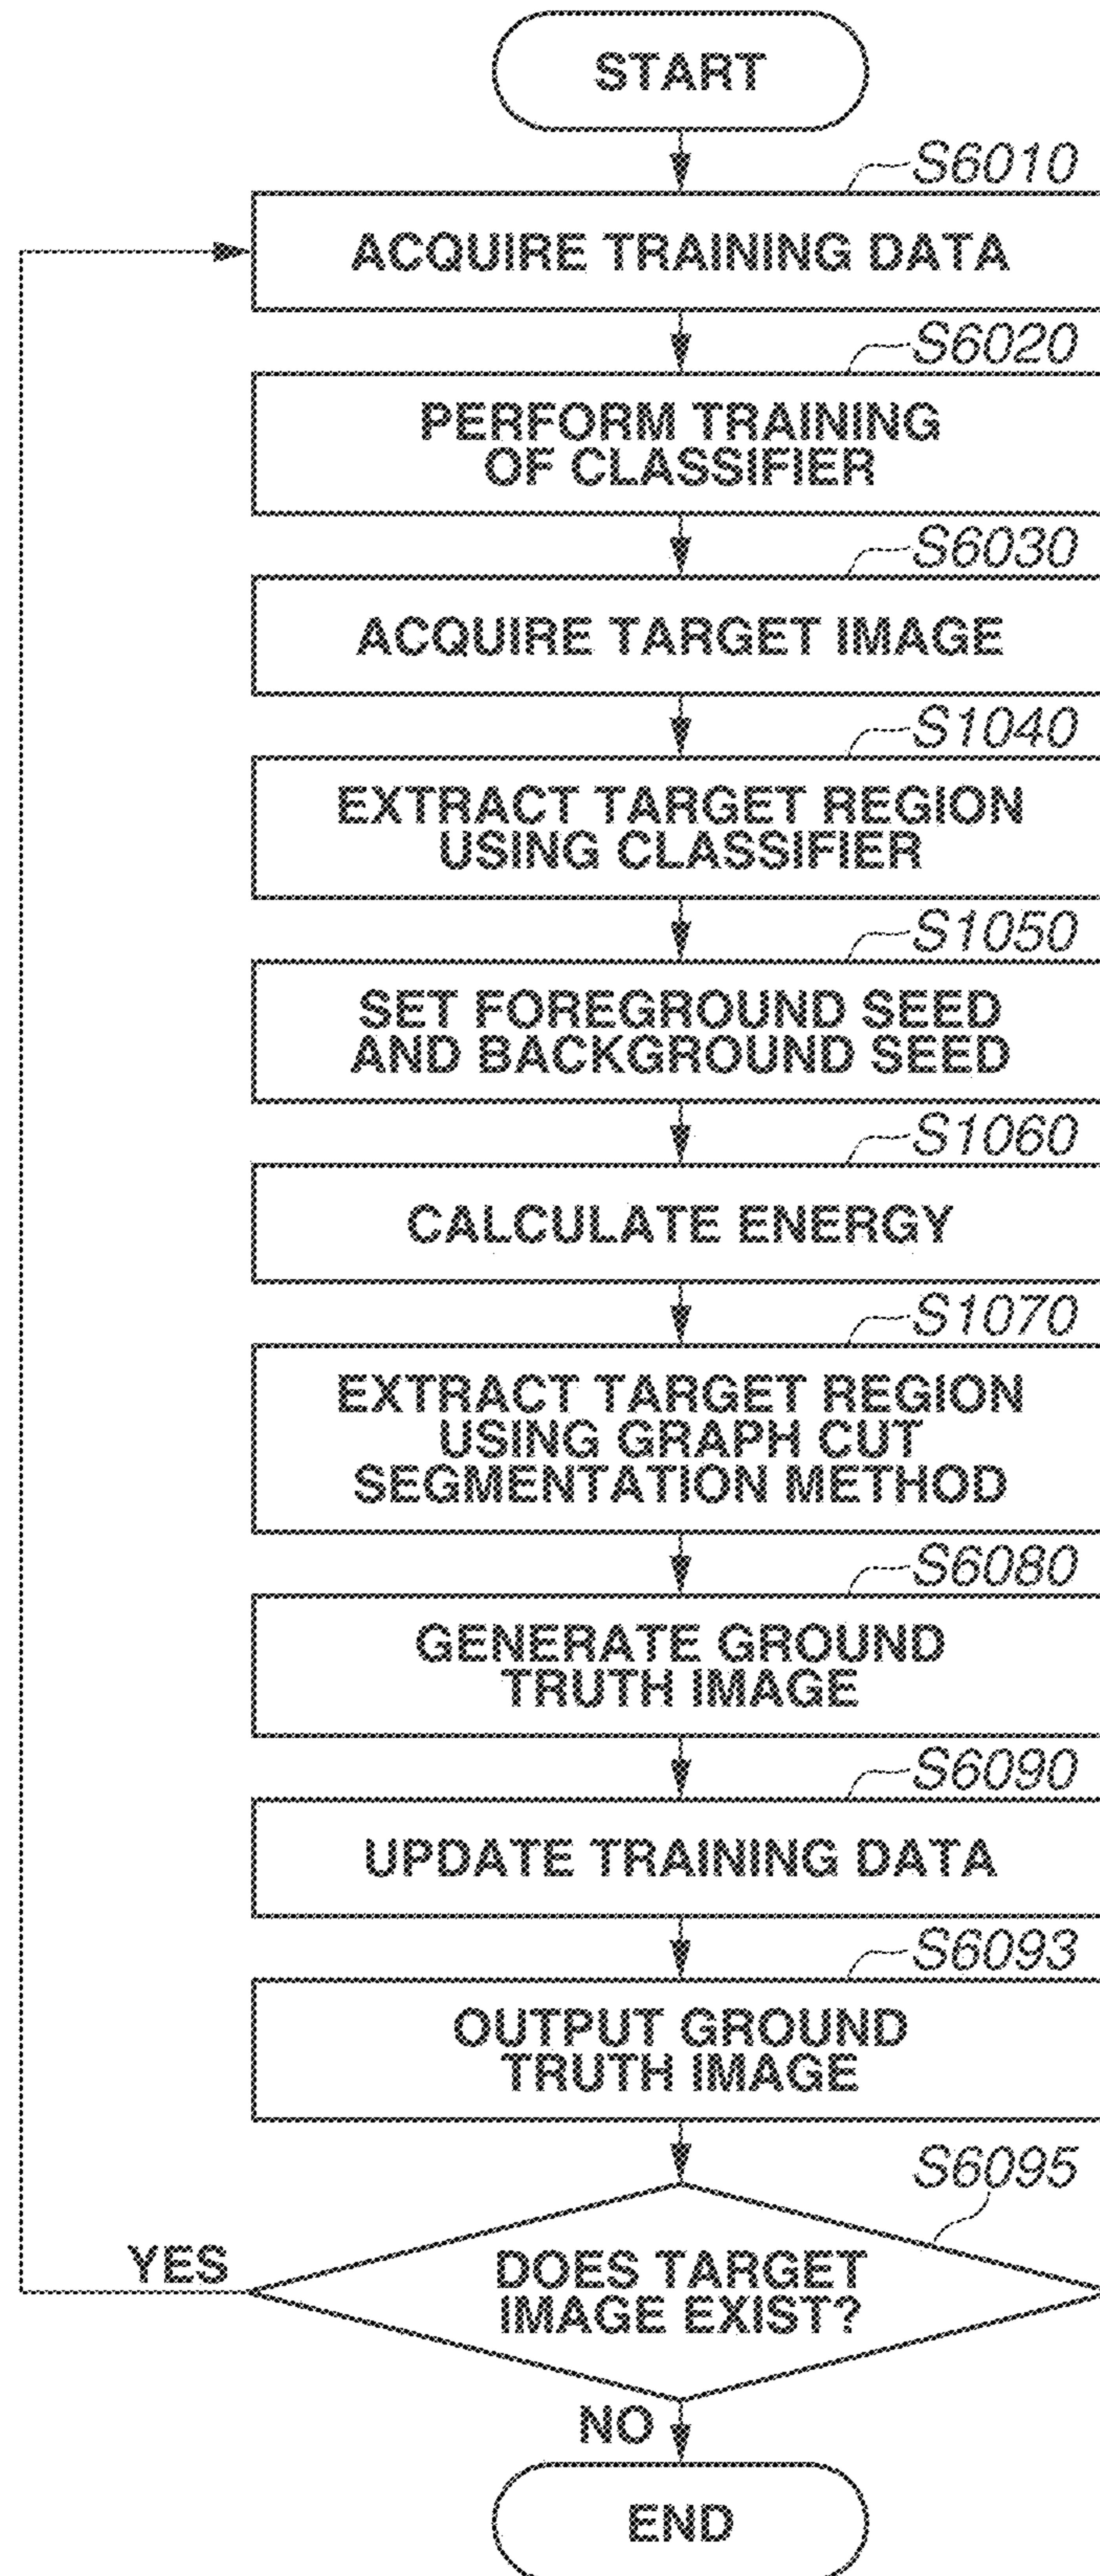 START
S6010
ACQUIRE TRAINING DATA
S6020
PERFORM TRAINING
OF CLASSIFIER
S6030
ACQUIRE TARGET IMAGE
S1040
EXTRACT TARGET REGION
USING CLASSIFIER
S1050
SET FOREGROUND SEED
AND BACKGROUND SEED
S1060
CALCULATE ENERGY
S1070
EXTRACT TARGET REGION
USING GRAPH CUT
SEGMENTATION METHOD
S6080
GENERATE GROUND
TRUTH IMAGE
S6090
UPDATE TRAINING DATA
S6093
OUTPUT GROUND
TRUTH IMAGE
S6095
YES
DOES TARGET
IMAGE EXIST?
NO
END